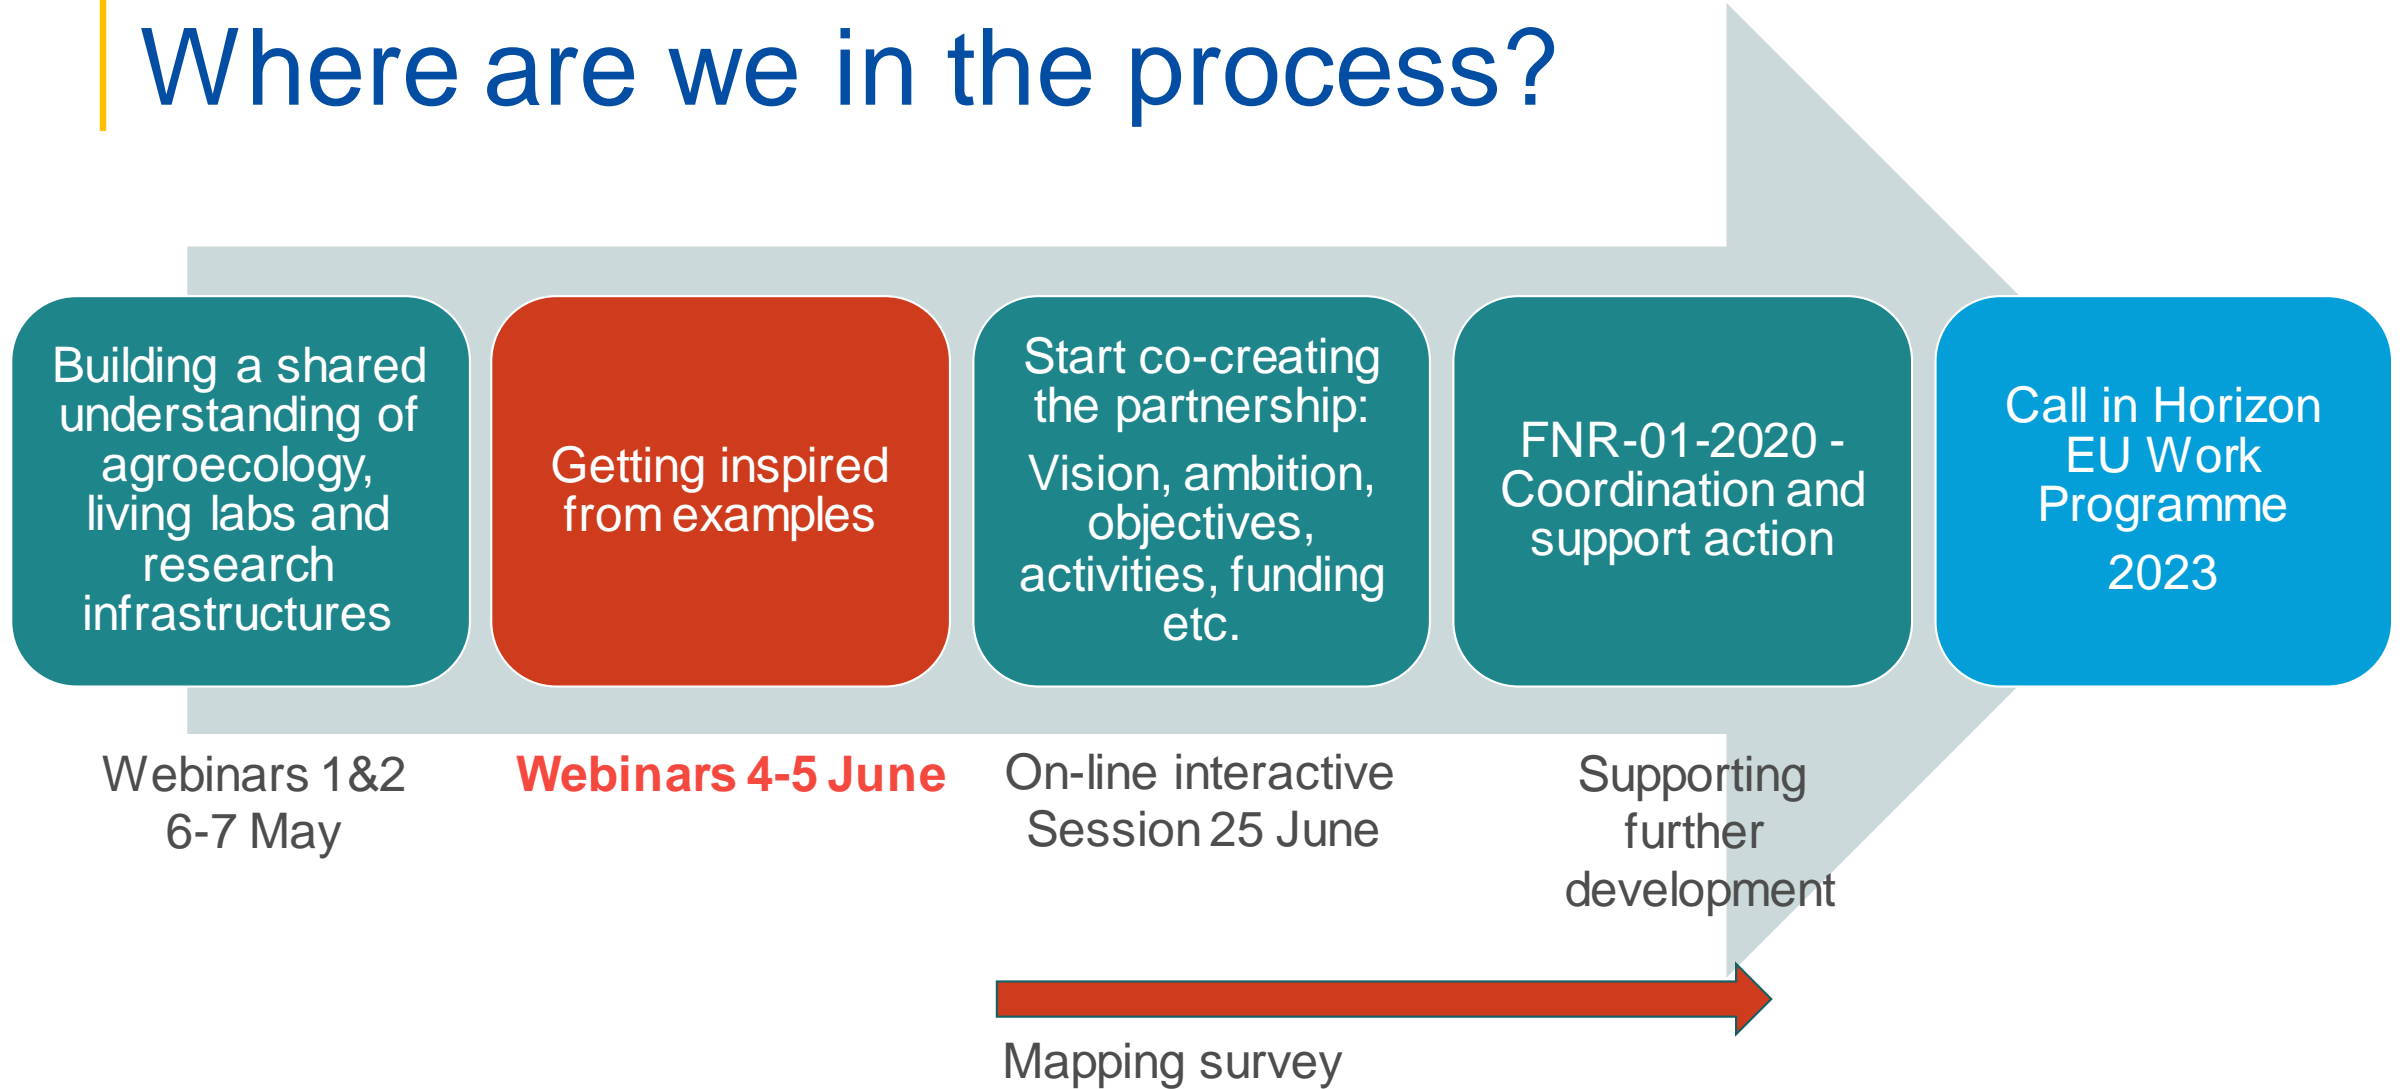 Where are we in the process?
Building a shared
understanding of
agroecology,
living labs and
research
infrastructures
Getting inspired
from examples
Start co-creating
the partnership:
Vision, ambition,
objectives,
activities, funding
etc.
FNR-01-2020 -
Coordination and
support action
Call in Horizon
EU Work
Programme
2023
Webinars 1&2
6-7 May
Webinars 4-5 June
On-line interactive
Session 25 June
Supporting
further
development
Mapping survey